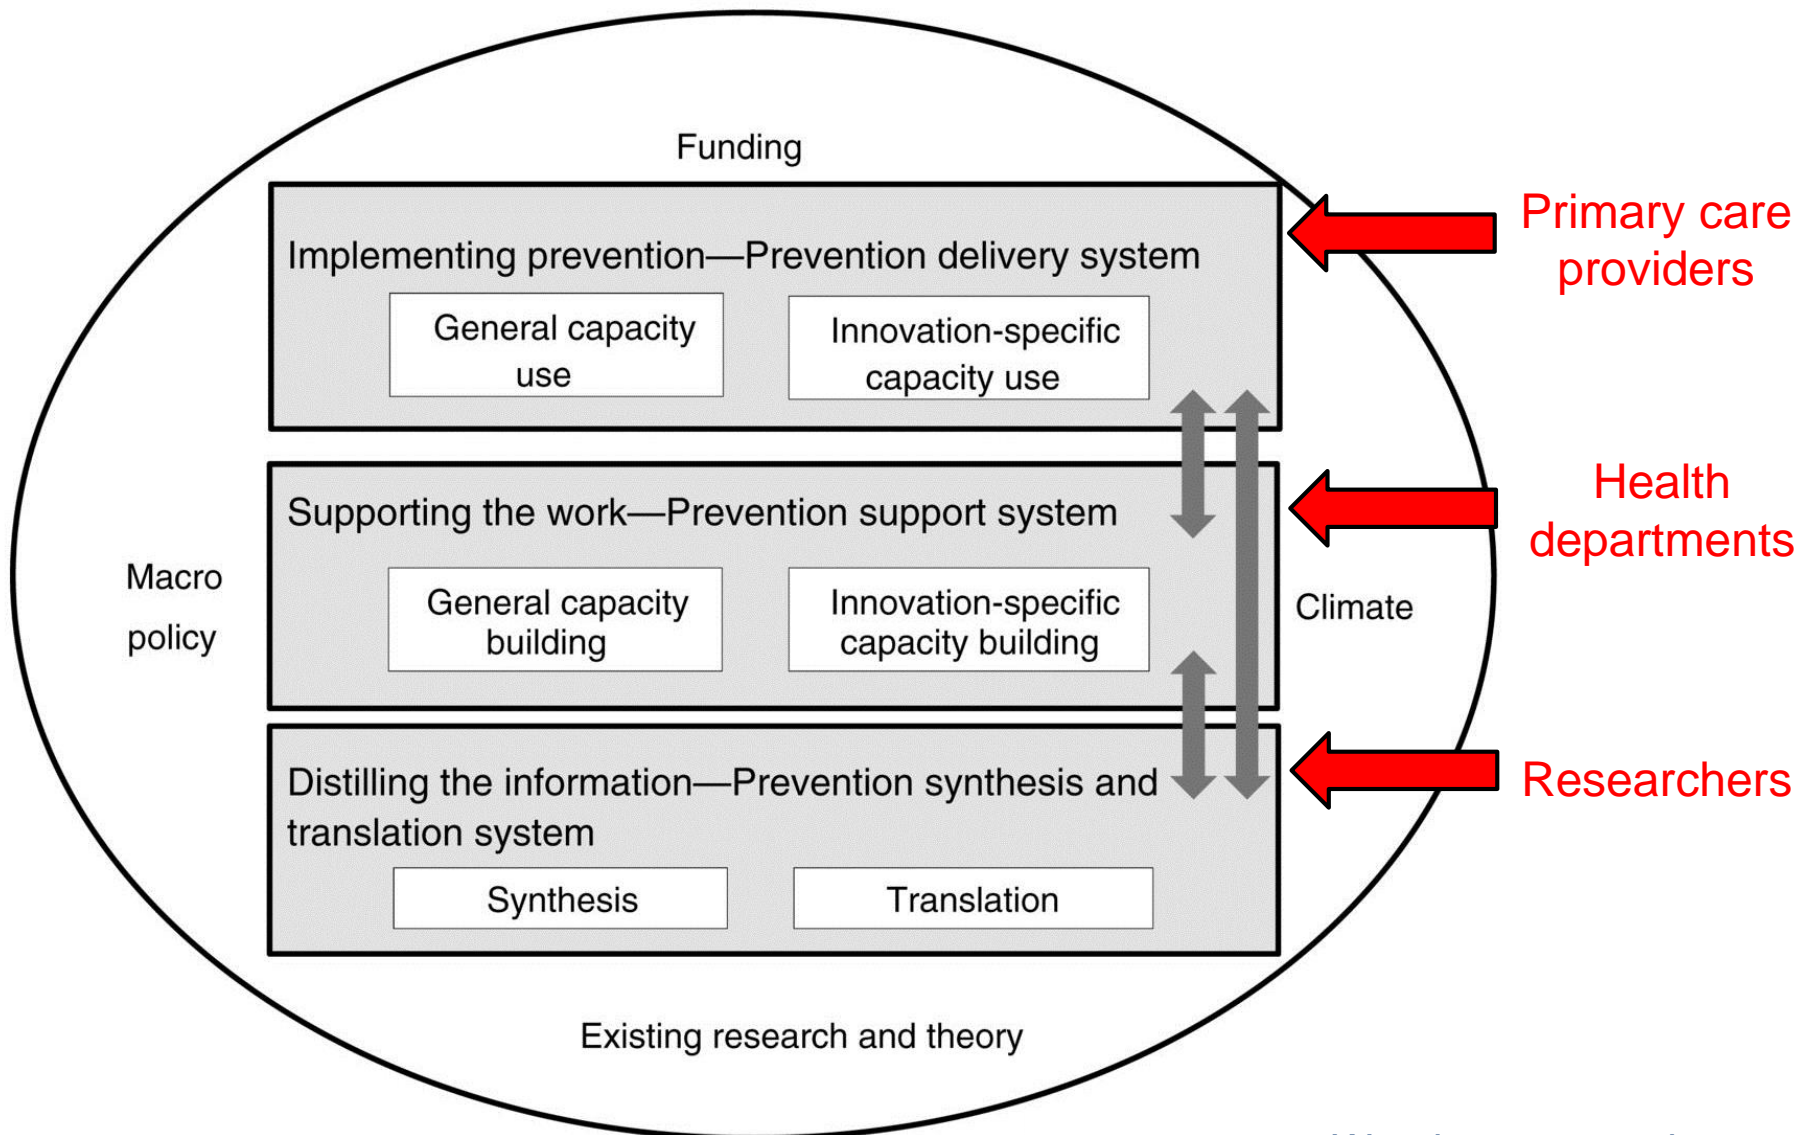 Funding
Implementing prevention—Prevention delivery system
General capacity
use
Innovation-specific
capacity use
Primary care
providers
Supporting the work—Prevention support system
General capacity
building
Innovation-specific
capacity building
Health
departments
Macro
policy
Climate
Distilling the information—Prevention synthesis and
translation system
Synthesis
Translation
Researchers
Existing research and theory